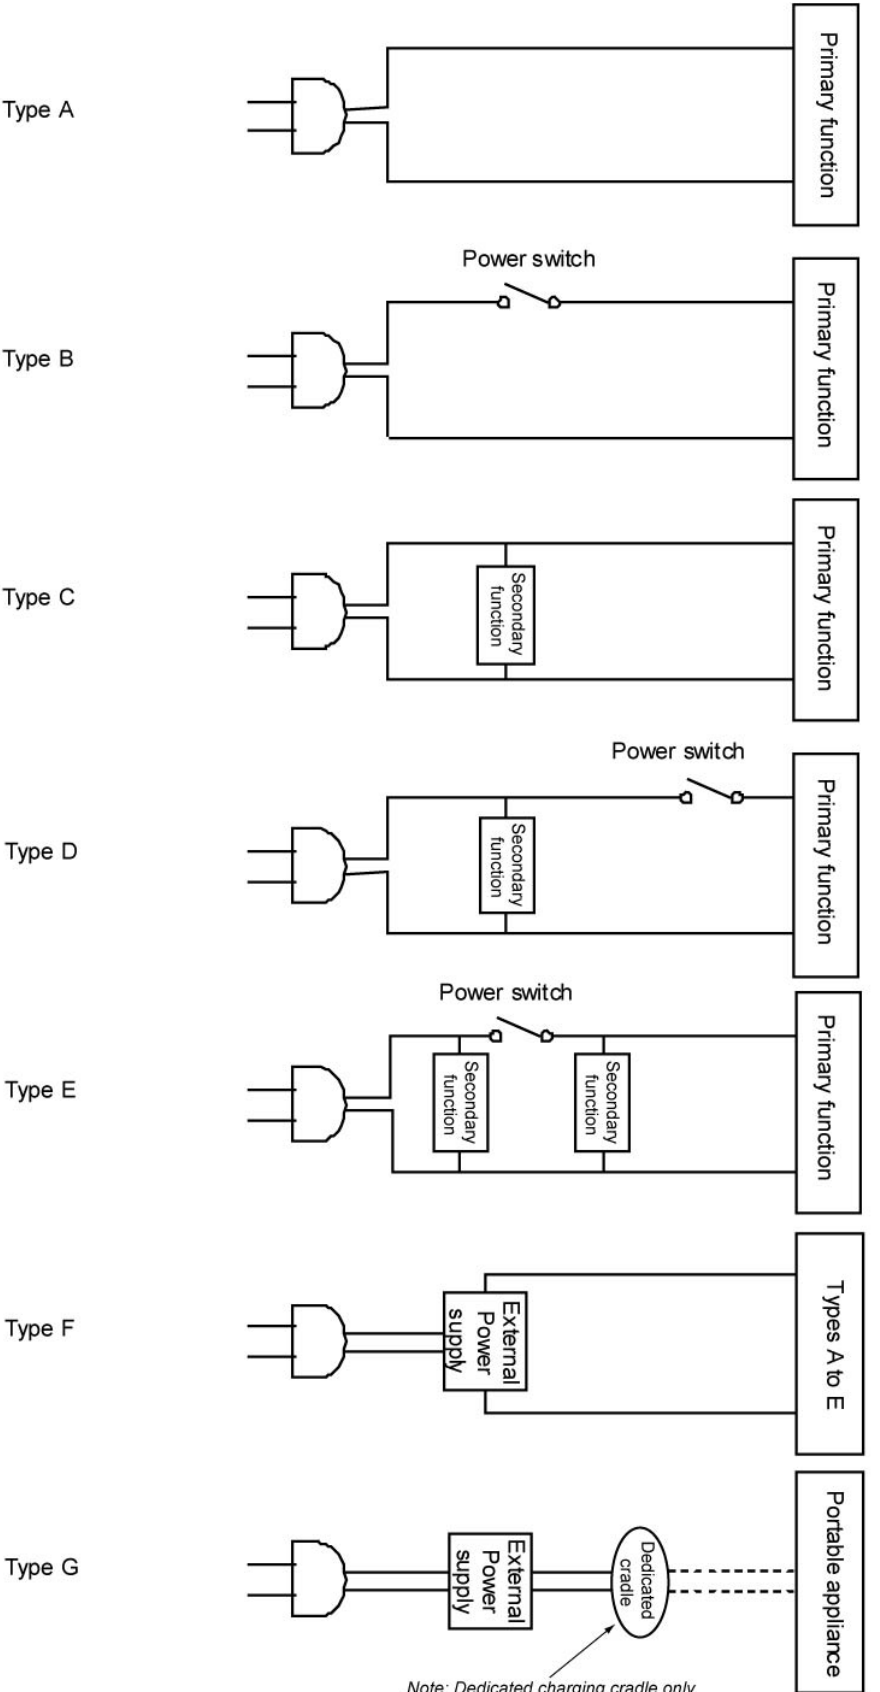 Type A
Primary function
Power switch
Type B
Primary function
Type C
Secondary
function
Primary function
Power switch
Type D
Secondary
function
Primary function
Power switch
Type E
Secondary
function
Secondary
function
Primary function
Type F
External
Power
supply
Types A to E
Type G
External
Power
supply
Dedicated
cradle
Portable appliance
Note: Dedicated charging cradle only